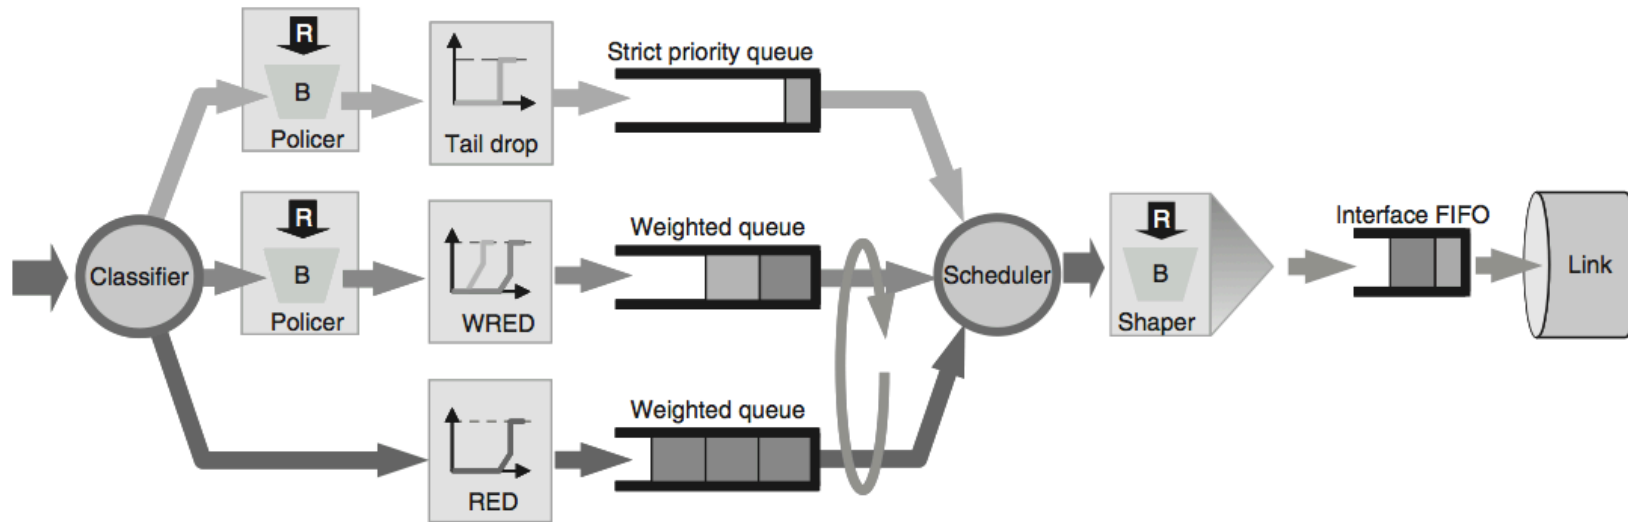 R
B
Policer
Tail drop
Strict priority queue
Classifier
R
B
Policer
WRED
Weighted queue
Scheduler
R
B
Shaper
Interface FIFO
Link
RED
Weighted queue